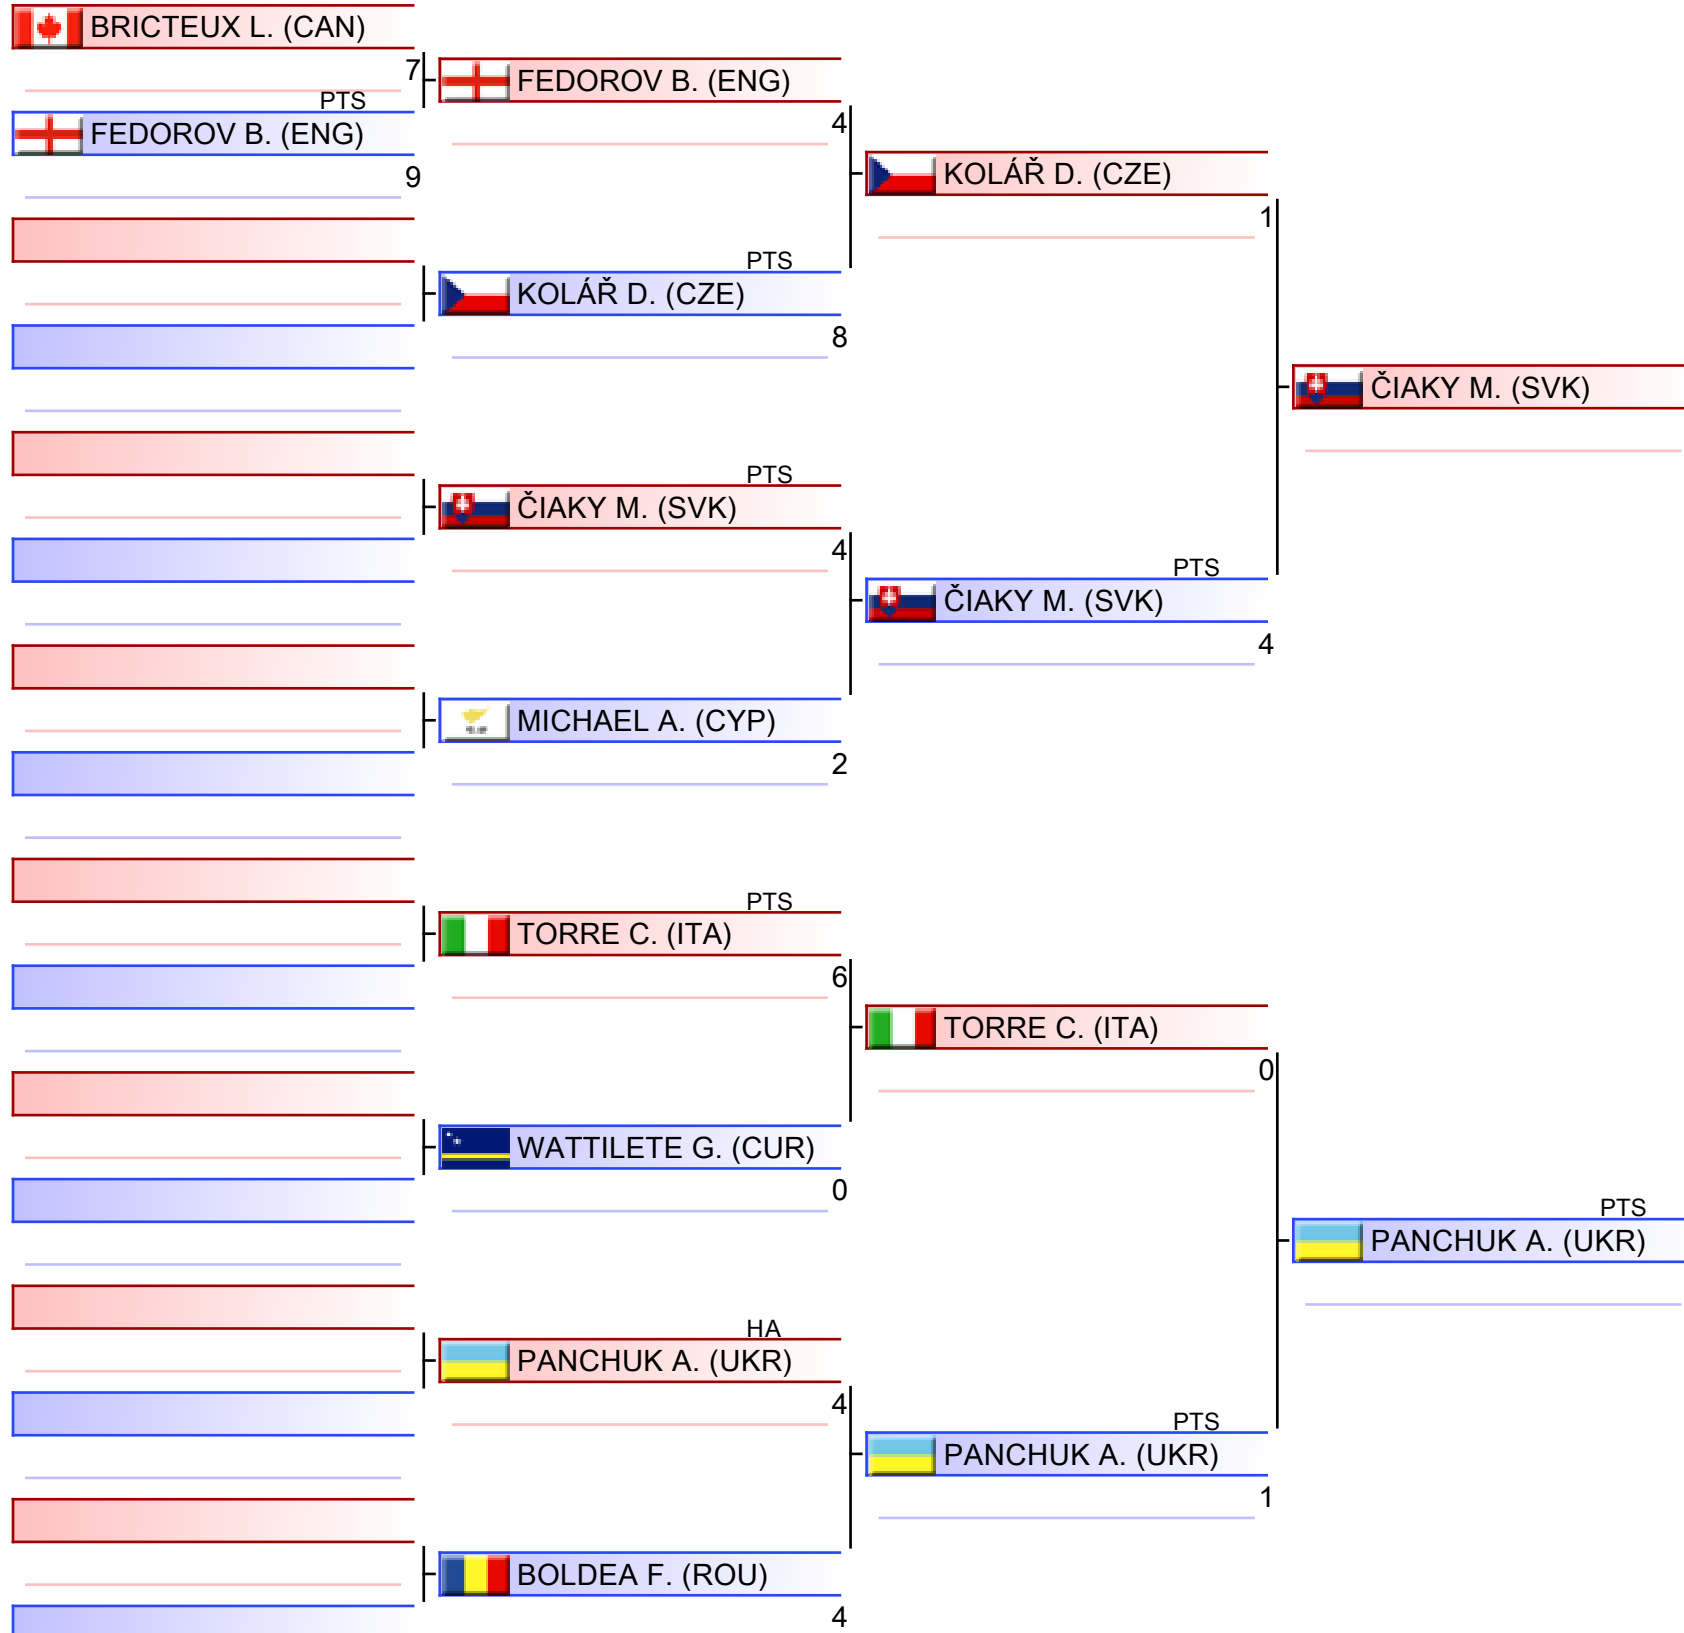 BRICTEUX L. (CAN)
7
PTS
FEDOROV B. (ENG)
9
FEDOROV B. (ENG)
4
PTS
KOLÁŘ D. (CZE)
8
PTS
ČIAKY M. (SVK)
4
MICHAEL A. (CYP)
2
PTS
TORRE C. (ITA)
6
WATTILETE G. (CUR)
0
HA
PANCHUK A. (UKR)
4
BOLDEA F. (ROU)
4
KOLÁŘ D. (CZE)
1
PTS
ČIAKY M. (SVK)
4
TORRE C. (ITA)
0
PTS
PANCHUK A. (UKR)
1
ČIAKY M. (SVK)
PTS
PANCHUK A. (UKR)